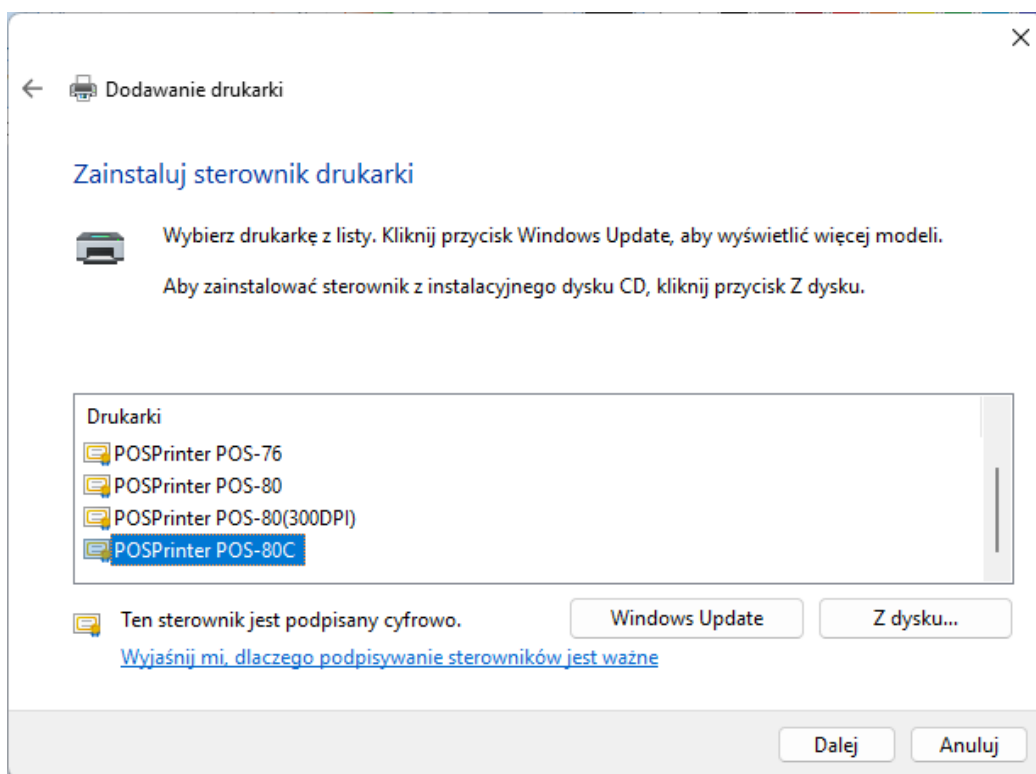 Dodawanie drukarki
Zainstaluj sterownik drukarki
Wybierz drukarkę z listy. Kliknij przycisk Windows Update, aby wyświetlić więcej modeli.
Aby zainstalować sterownik z instalacyjnego dysku CD, kliknij przycisk Z dysku.
Drukarki
POSPrinter POS-76
POSPrinter POS-80
POSPrinter POS-80(300DPI)
POSPrinter POS-80C
Ten sterownik jest podpisany cyfrowo.
Windows Update
Z dysku...
Wyjaśnij mi, dlaczego podpisywanie sterowników jest ważne
Dalej
Anuluj